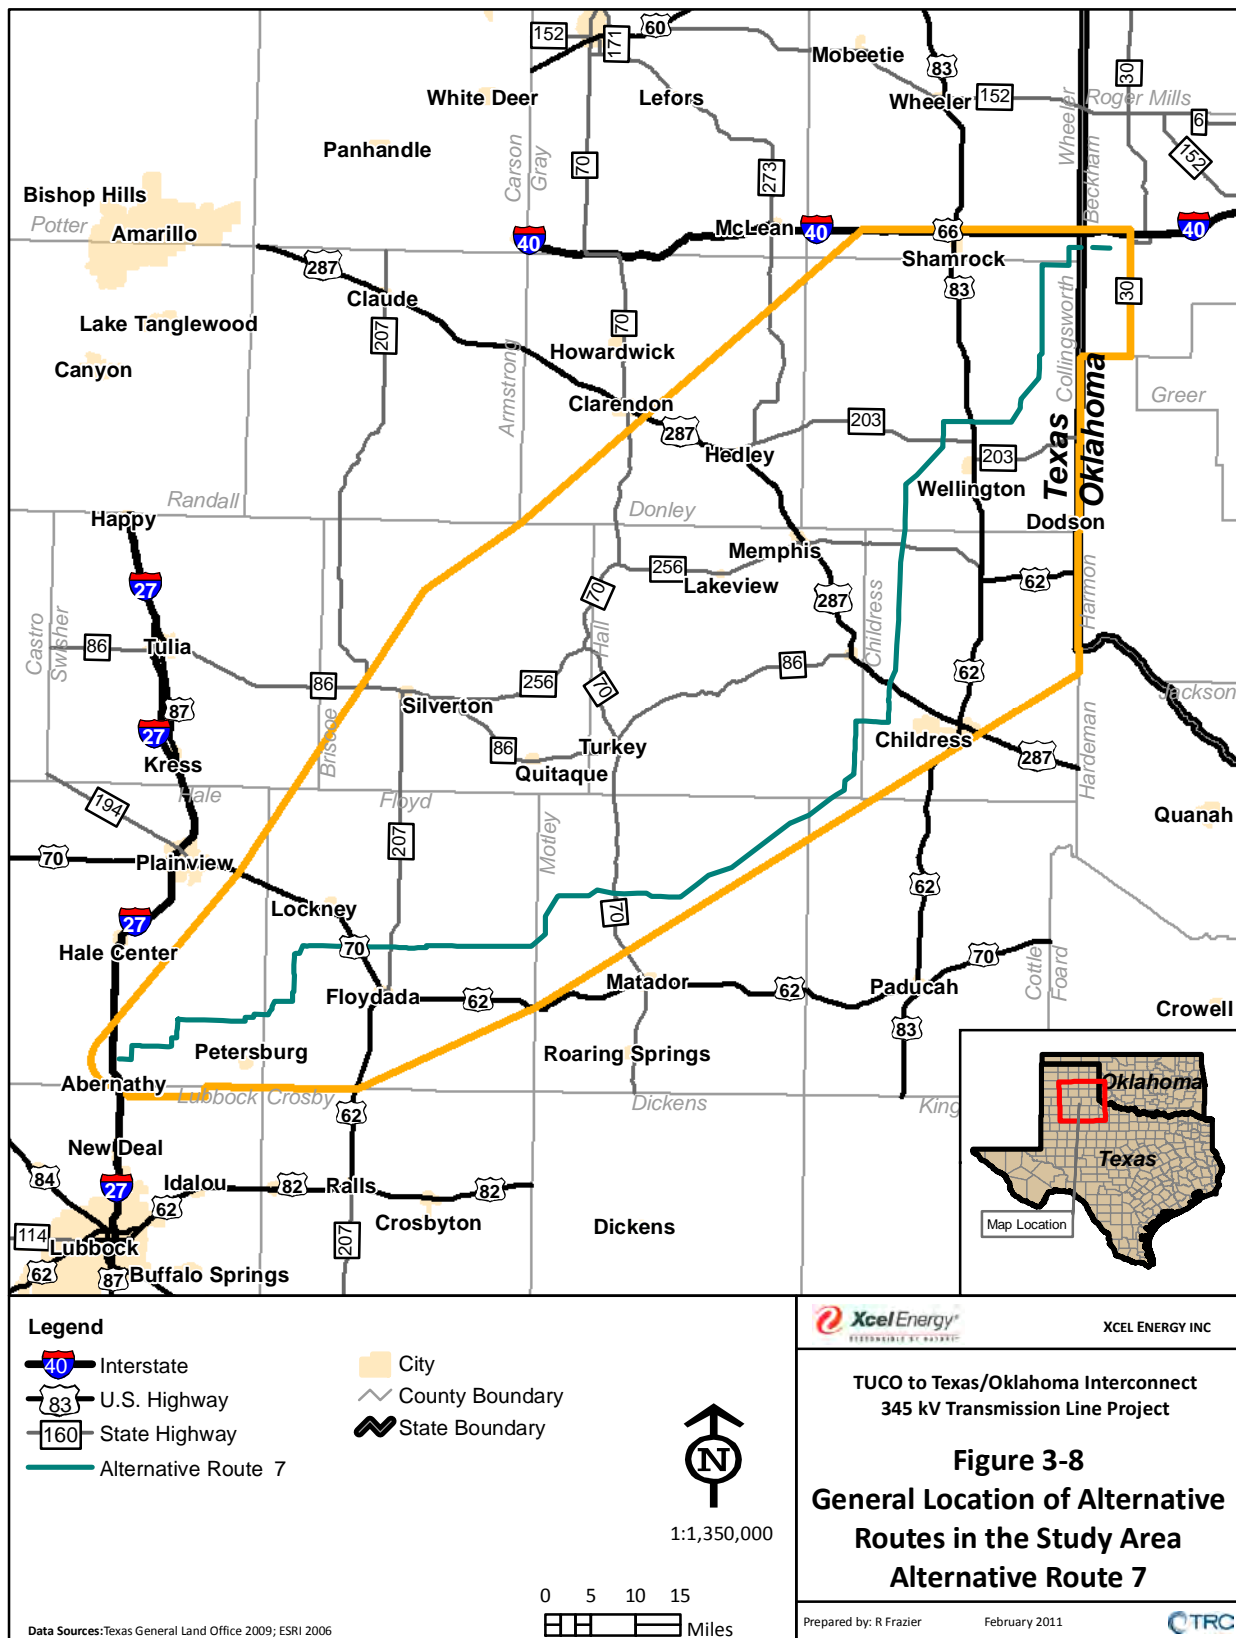 60
152
171
Mobeetie
83
30
White Deer
Lefors
Wheeler
152
Wheeler
Roger Mills
6
Panhandle
Carson
Gray
70
273
152
Beckham
Bishop Hills
Potter
Amarillo
McLean
40
40
66
40
Shamrock
287
83
Claude
30
Lake Tanglewood
207
70
Collingsworth
Howardwick
Canyon
Armstrong
Clarendon
Greer
287
203
Hedley
203
Texas
Oklahoma
Wellington
Randall
Happy
Donley
Dodson
Memphis
27
256
Lakeview
62
287
70
Castro
Swisher
Hall
Childress
Harmon
86
Tulia
86
86
256
62
87
Silverton
70
Jackson
27
Briscoe
86
Turkey
Childress
287
Kress
Quitaque
Hardeman
Hale
194
Floyd
Motley
Quanah
70
Plainview
207
62
Lockney
70
27
70
Hale Center
70
Floydada
62
Matador
62
Paducah
Cottle
Foard
Crowell
83
Petersburg
Roaring Springs
Abernathy
Lubbock
Crosby
Dickens
King
62
New Deal
84
27
Idalou
82
Ralls
82
62
Crosbyton
Dickens
114
Lubbock
207
62
87
Buffalo Springs
Oklahoma
Texas
Map Location
Legend
40 Interstate
83 U.S. Highway
160 State Highway
Alternative Route 7
City
County Boundary
State Boundary
N
1:1,350,000
0 5 10 15
Miles
Data Sources:Texas General Land Office 2009; ESRI 2006
Xcel Energy®
RESPONSIBLE BY NATURE™
XCEL ENERGY INC
TUCO to Texas/Oklahoma Interconnect
345 kV Transmission Line Project
Figure 3-8
General Location of Alternative
Routes in the Study Area
Alternative Route 7
Prepared by: R Frazier
February 2011
TRC